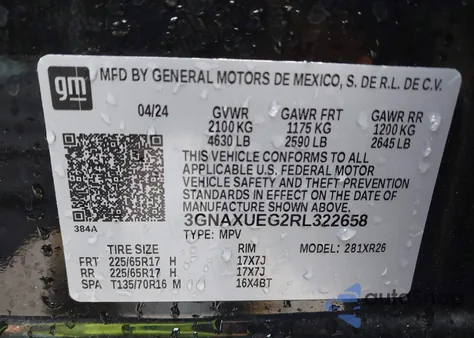 gm
MFD BY GENERAL MOTORS DE MEXICO, S. DE R.L. DE C.V.
04/24 GVWR GAWR FRT GAWR RR
2100 KG 1175 KG 1200 KG
4630 LB 2590 LB 2645 LB
THIS VEHICLE CONFORMS TO ALL
APPLICABLE U.S. FEDERAL MOTOR
VEHICLE SAFETY AND THEFT PREVENTION
STANDARDS IN EFFECT ON THE DATE OF
MANUFACTURE SHOWN ABOVE.
3GNAXUEG2RL322658
384A
TYPE: MPV MODEL: 281XR26
TIRE SIZE RIM
FRT 225/65R17 H 17X7J
RR 225/65R17 H 17X7J
SPA T135/70R16 M 16X4BT